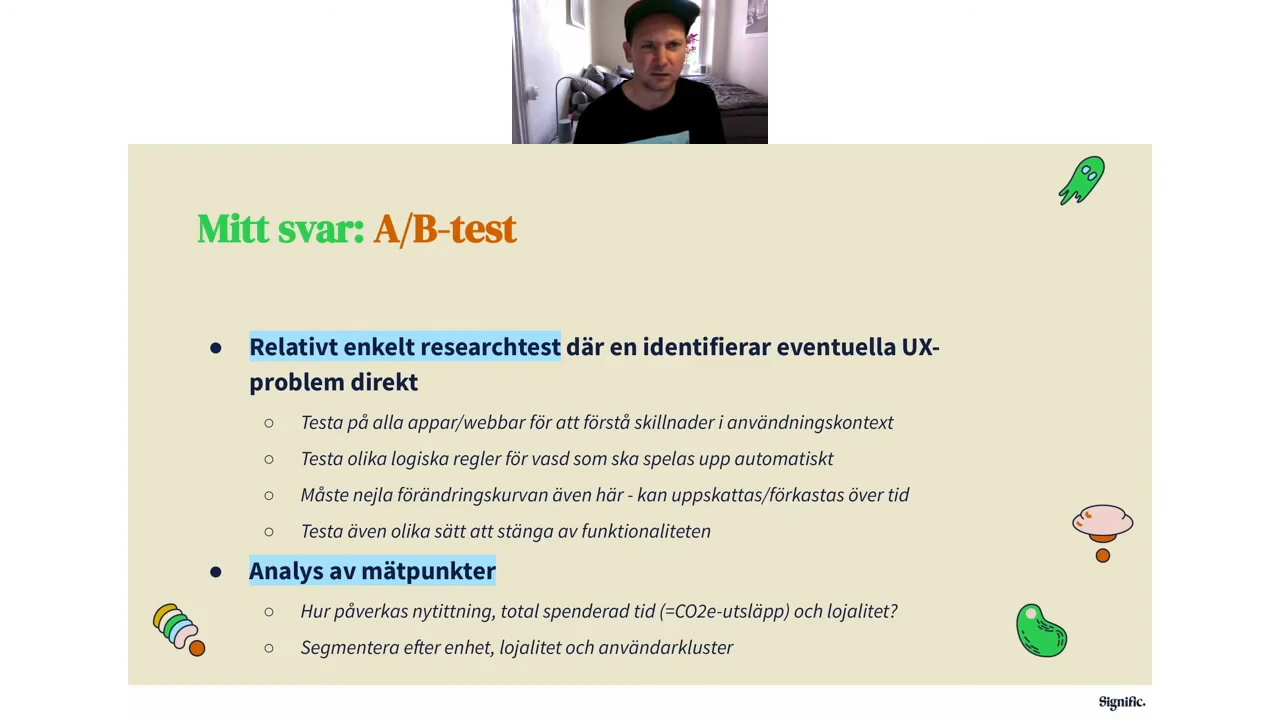 Mitt svar: A/B-test
● Relativt enkelt researchtest där en identifierar eventuella UX-
problem direkt
○ Testa på alla appar/webbar för att förstå skillnader i användningskontext
○ Testa olika logiska regler för vasd som ska spelas upp automatiskt
○ Måste nejla förändringskurvan även här - kan uppskattas/förkastas över tid
○ Testa även olika sätt att stänga av funktionaliteten
● Analys av mätpunkter
○ Hur påverkas nytittning, total spenderad tid (=CO2e-utsläpp) och lojalitet?
○ Segmentera efter enhet, lojalitet och användarkluster
Signific.